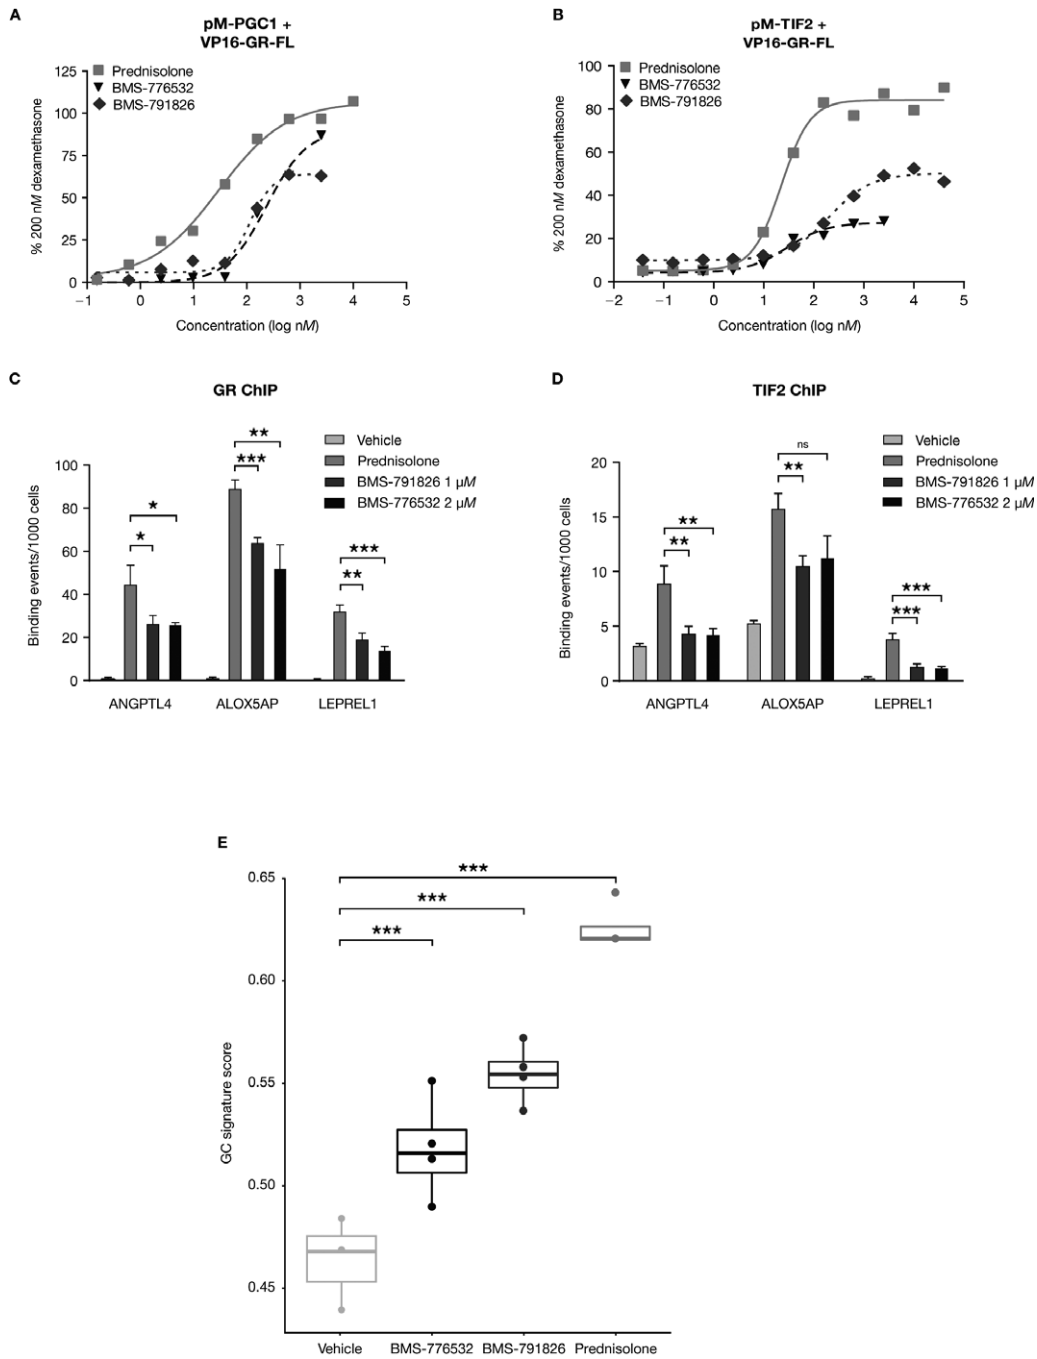 A
pM-PGC1 +
VP16-GR-FL
% 200 nM dexamethasone
125
100
75
50
25
0
Prednisolone
BMS-776532
BMS-791826
−1
0
1
2
3
4
5
Concentration (log nM)
B
pM-TIF2 +
VP16-GR-FL
% 200 nM dexamethasone
100
80
60
40
20
0
Prednisolone
BMS-776532
BMS-791826
−2
−1
0
1
2
3
4
5
Concentration (log nM)
C
GR ChIP
Binding events/1000 cells
100
80
60
40
20
0
Vehicle
Prednisolone
BMS-791826 1 µM
BMS-776532 2 µM
*
*
**
***
***
**
ANGPTL4
ALOX5AP
LEPREL1
D
TIF2 ChIP
Binding events/1000 cells
20
15
10
5
0
Vehicle
Prednisolone
BMS-791826 1 µM
BMS-776532 2 µM
**
**
ns
**
***
***
ANGPTL4
ALOX5AP
LEPREL1
E
GC signature score
0.65
0.60
0.55
0.50
0.45
***
***
***
Vehicle
BMS-776532
BMS-791826
Prednisolone